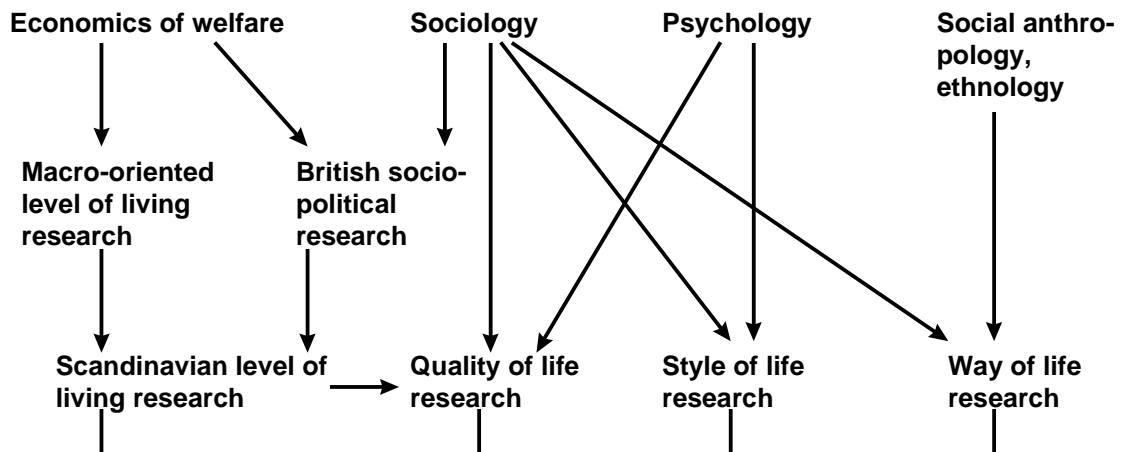 Economics of welfare
Sociology
Psychology
Social anthro-
pology,
ethnology
Macro-oriented
level of living
research
British socio-
political
research
Scandinavian level of
living research
Quality of life
research
Style of life
research
Way of life
research